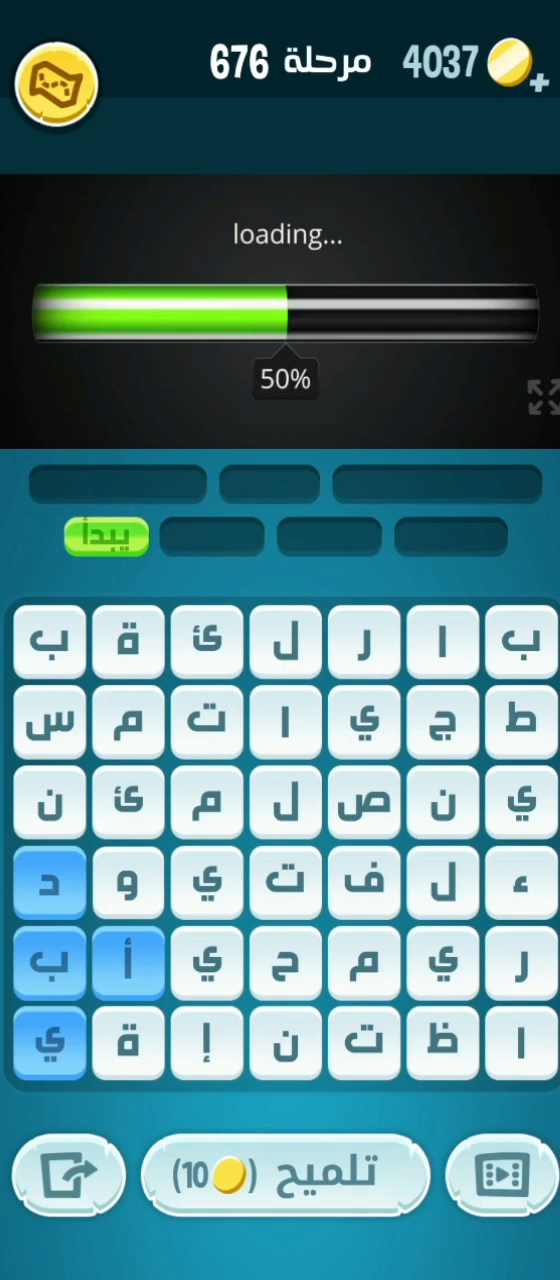 4037 مرحلة 676
loading...
50%
يبدأ
ب ا ر ل ئ ة ب
ط ج ي ا ت م س
ي ن ص ل م ئ ن
ء ل ف ت ي و د
ر ي م ح ي أ ب
ا ظ ت ن إ ة ي
تلميح (10)